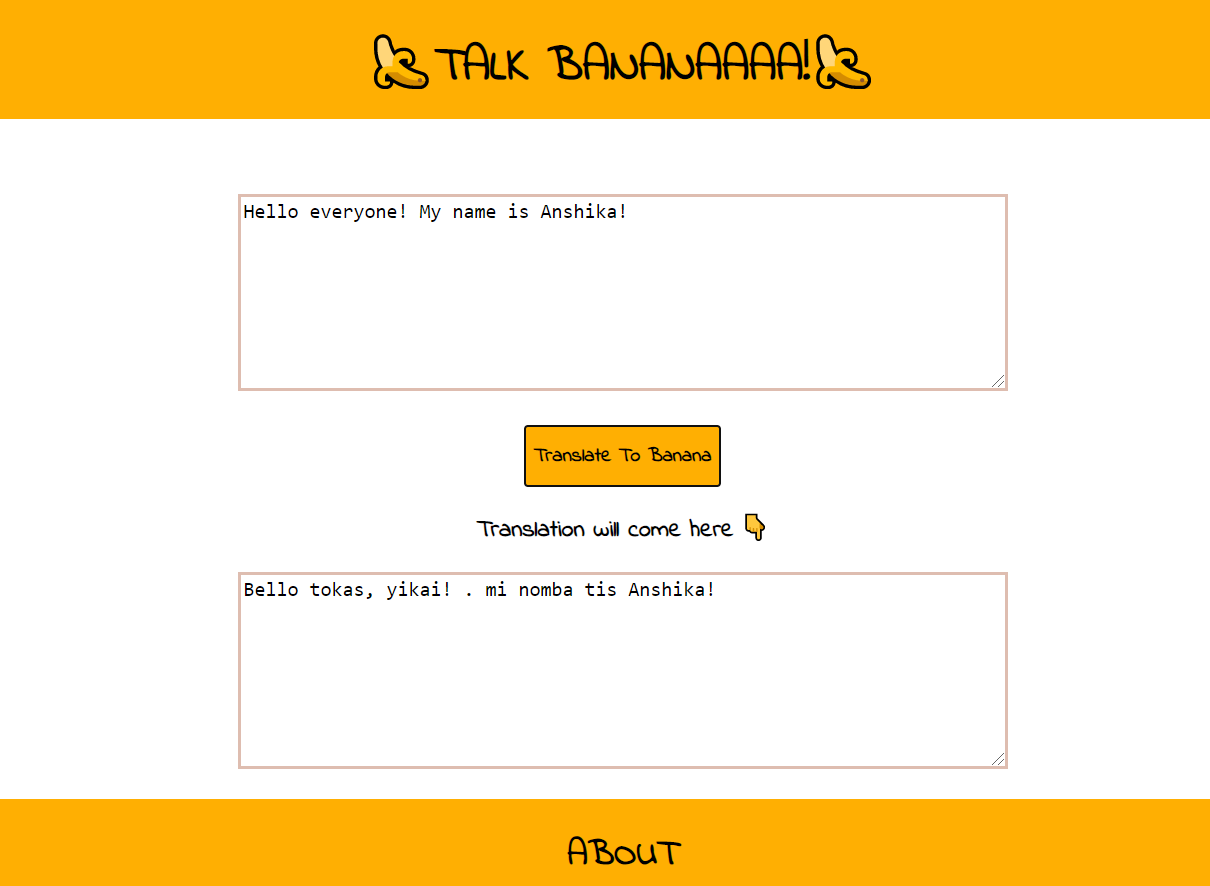 🍌TALK BANANAAAA!🍌
Hello everyone! My name is Anshika!
Translate To Banana
Translation will come here 👇
Bello tokas, yikai! . mi nomba tis Anshika!
ABOUT